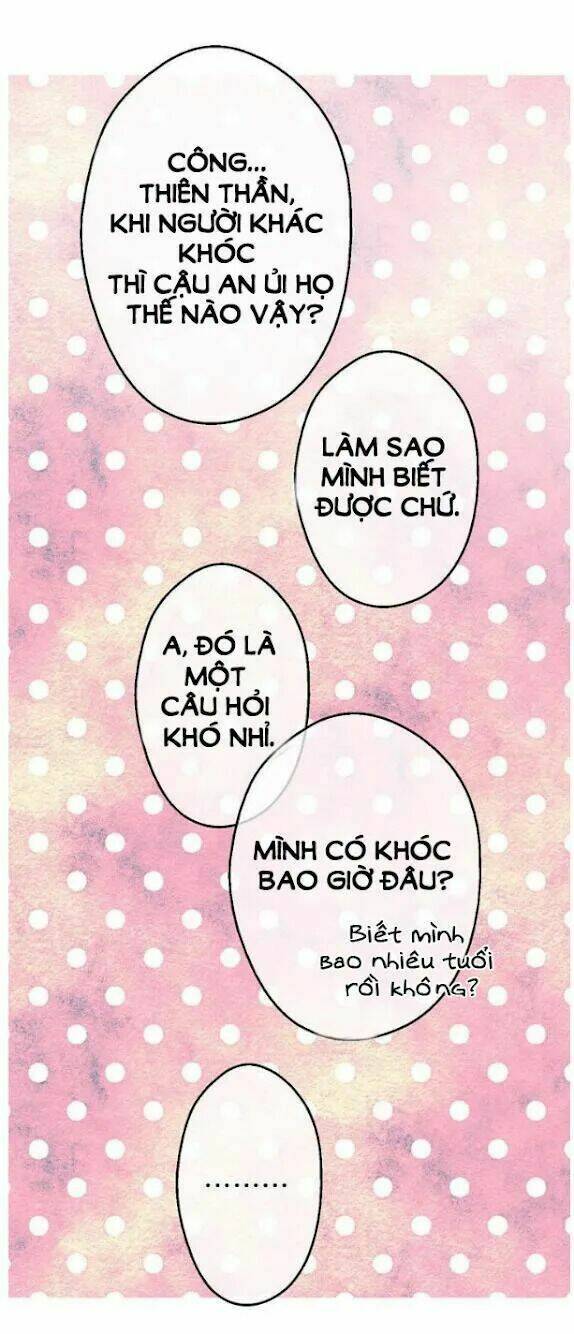 CÔNG...
THIÊN THẦN,
KHI NGƯỜI KHÁC
KHÓC
THÌ CẬU AN ỦI HỌ
THẾ NÀO VẬY?
LÀM SAO
MÌNH BIẾT
ĐƯỢC CHỨ.
A, ĐÓ LÀ
MỘT
CÂU HỎI
KHÓ NHỈ.
MÌNH CÓ KHÓC
BAO GIỜ ĐÂU?
Biết mình
bao nhiêu tuổi
rồi không?
.........